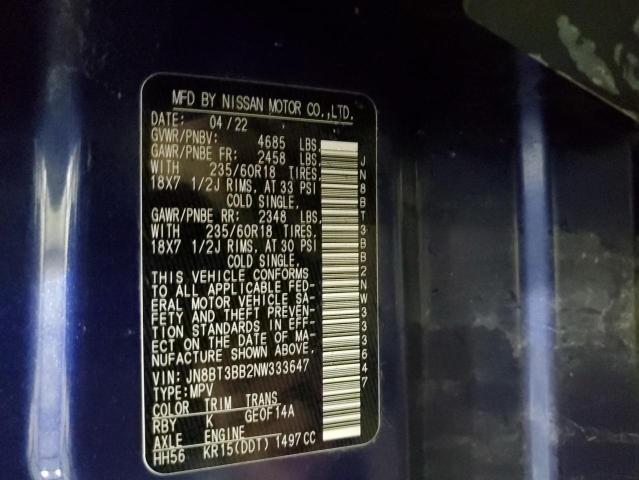 MFD BY NISSAN MOTOR CO.,LTD.
DATE: 04/22
GVWR/PNBV: 4685 LBS
GAWR/PNBE FR: 2458 LBS
WITH 235/60R18 TIRES,
18X7 1/2J RIMS, AT 33 PSI
COLD SINGLE,
GAWR/PNBE RR: 2348 LBS,
WITH 235/60R18 TIRES,
18X7 1/2J RIMS, AT 30 PSI
COLD SINGLE,
THIS VEHICLE CONFORMS
TO ALL APPLICABLE FED-
ERAL MOTOR VEHICLE SA-
FETY AND THEFT PREVEN-
TION STANDARDS IN EFF-
ECT ON THE DATE OF MA-
NUFACTURE SHOWN ABOVE.
VIN: JN8BT3BB2NW333647
TYPE:MPV
COLOR TRIM TRANS
RBY K GE0F14A
AXLE ENGINE
HH56 KR15(DDT) 1497CC
JN8BT3BB2NW333647